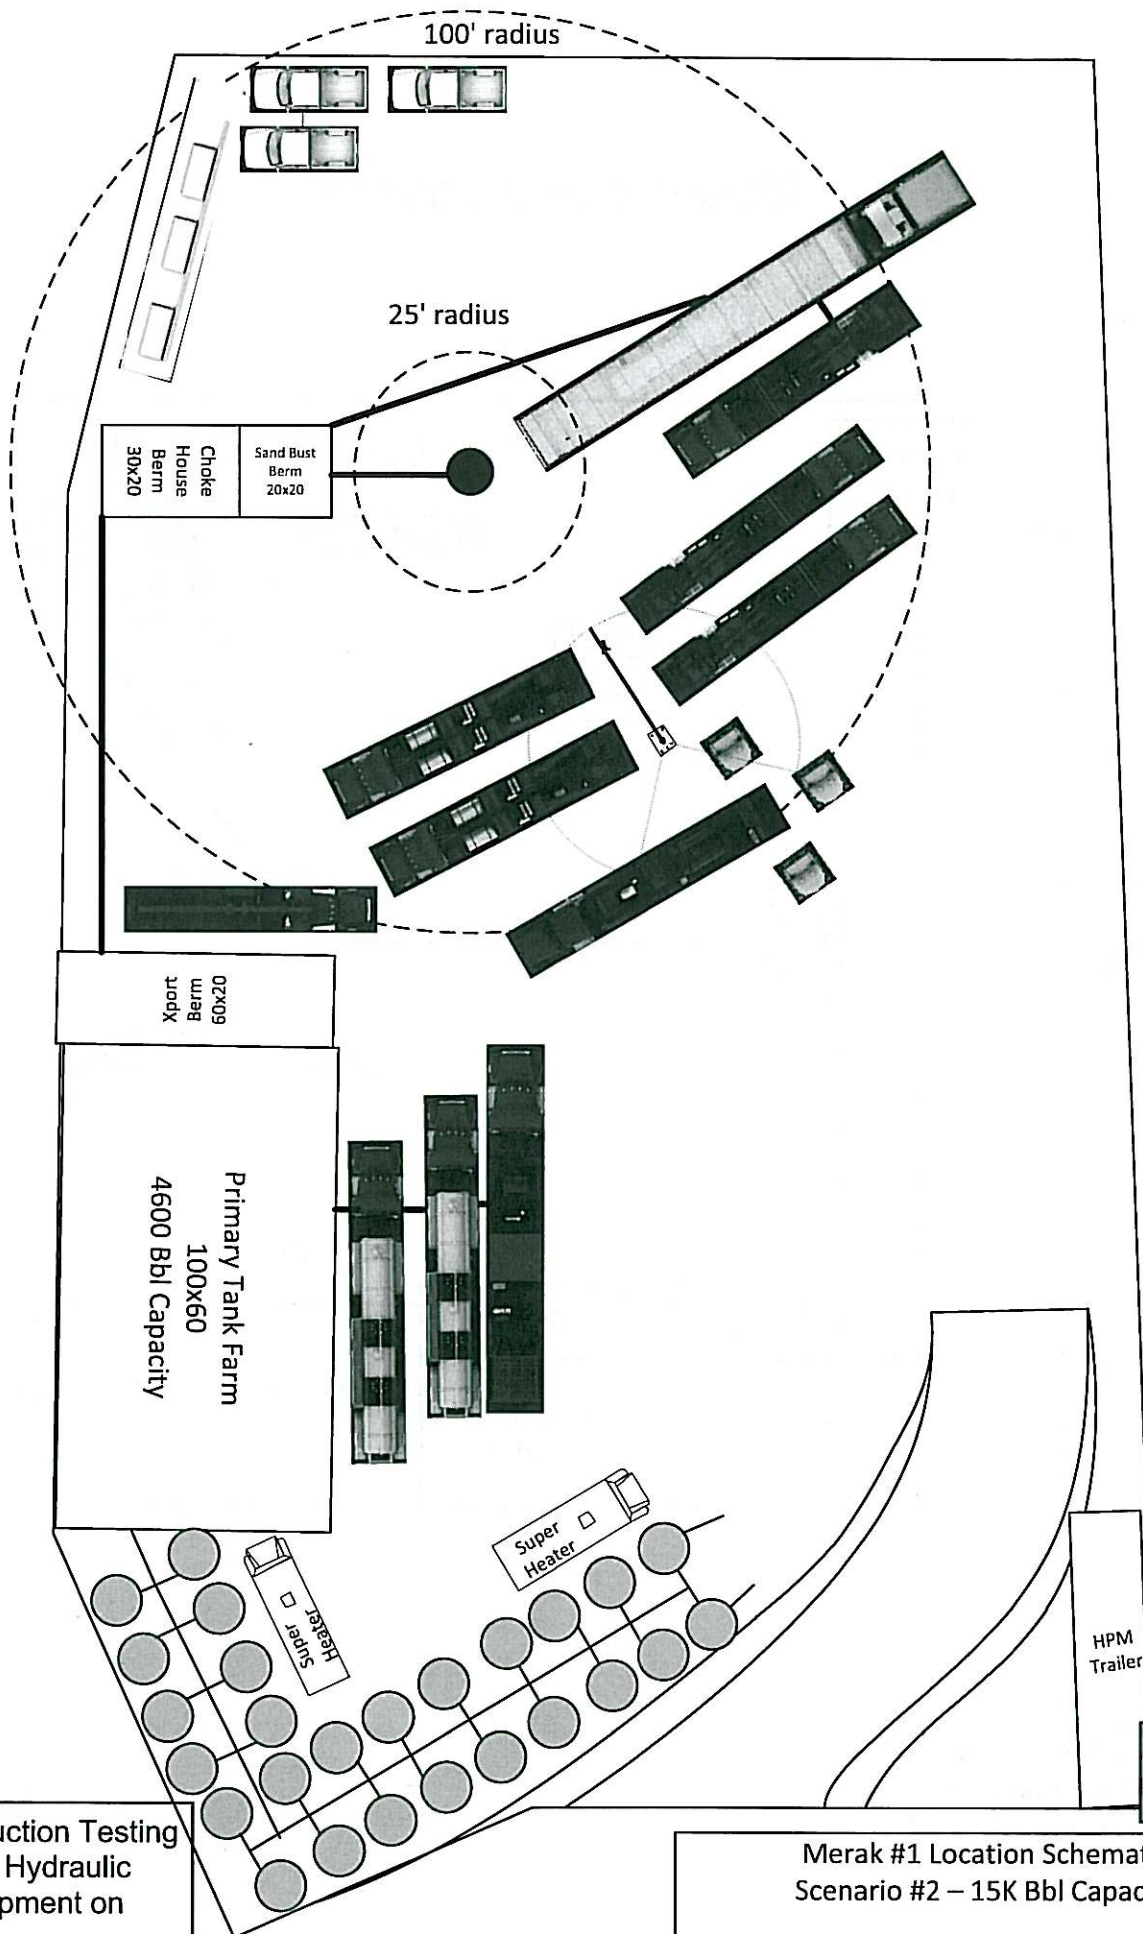 100' radius
25' radius
Choke
House
Berm
30x20
Sand Bust
Berm
20x20
60x20
Berm
Xport
Primary Tank Farm
100x60
4600 Bbl Capacity
Super
Heater
Super
Heater
HPM
Trailer
uction Testing
Hydraulic
pment on
Merak #1 Location Schemat
Scenario #2 – 15K Bbl Capac